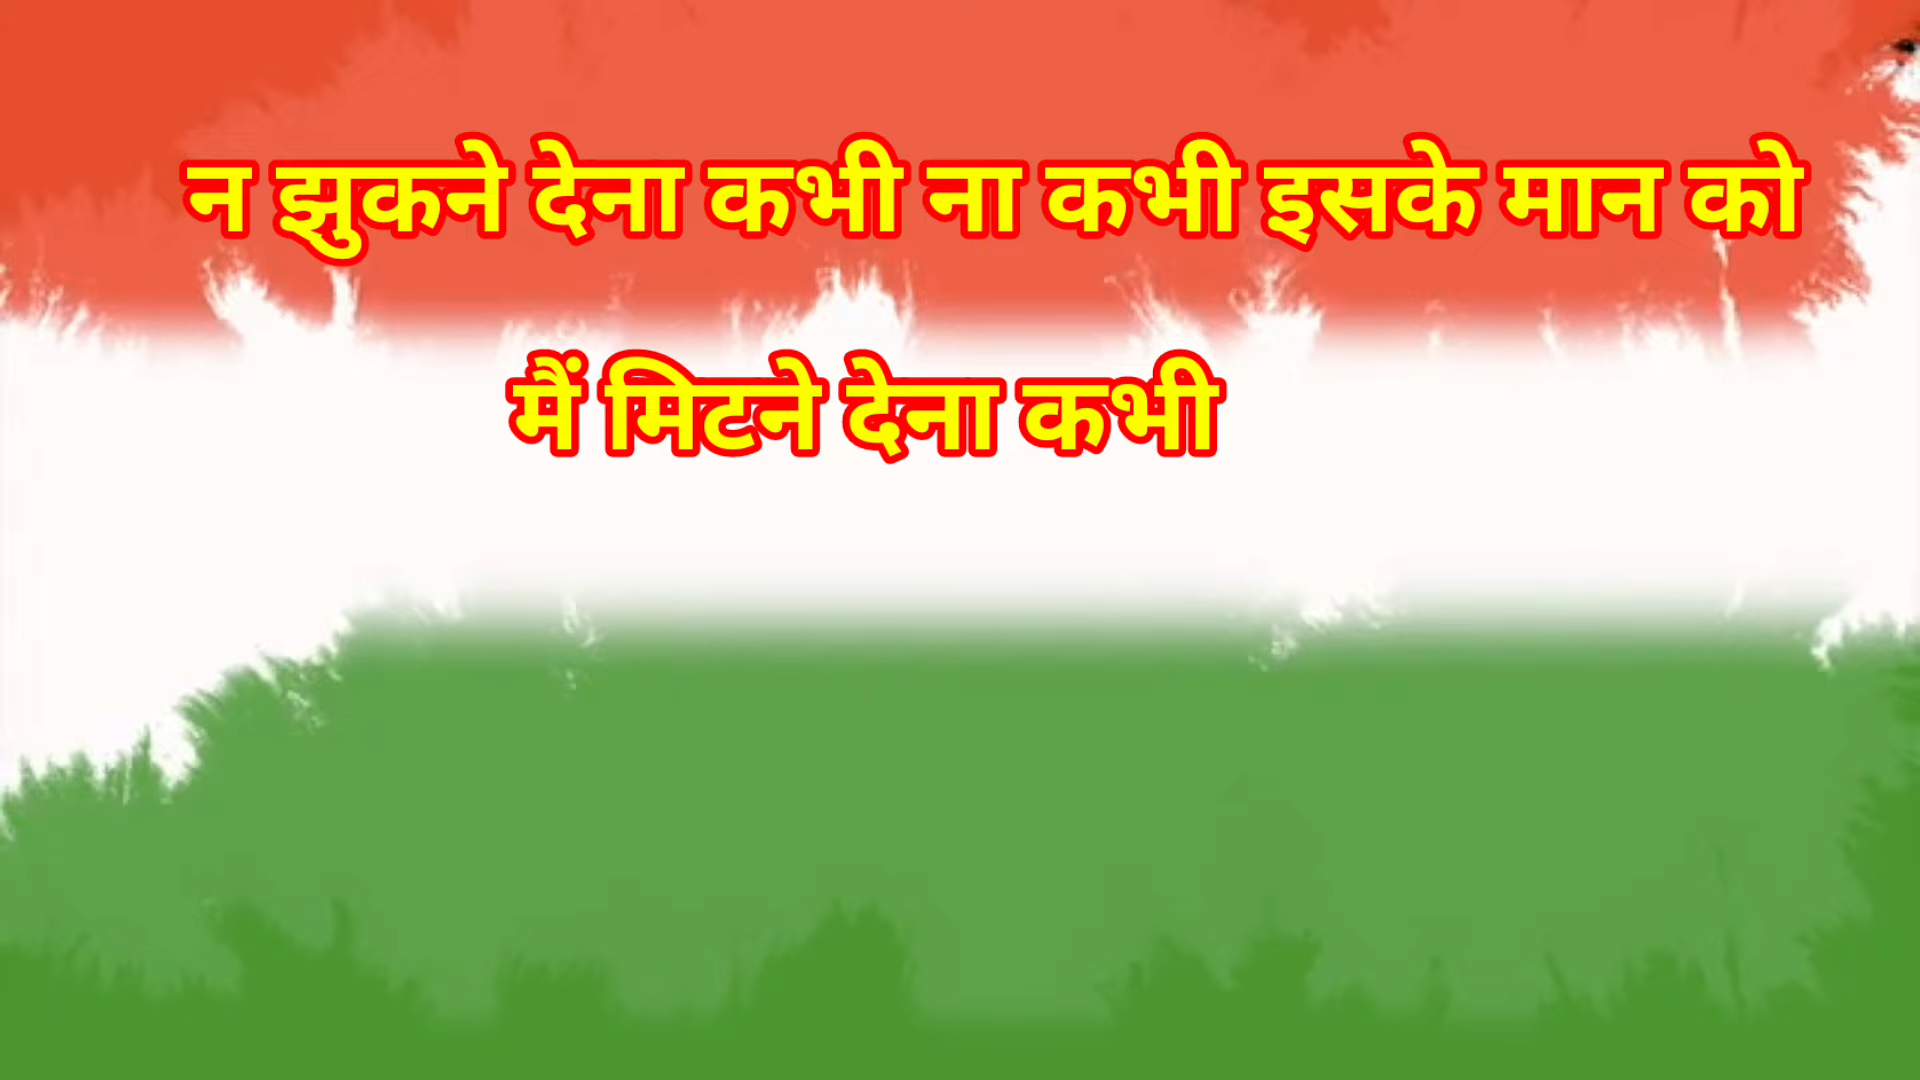 न झुकने देना कभी ना कभी इसके मान को
मैं मिटने देना कभी